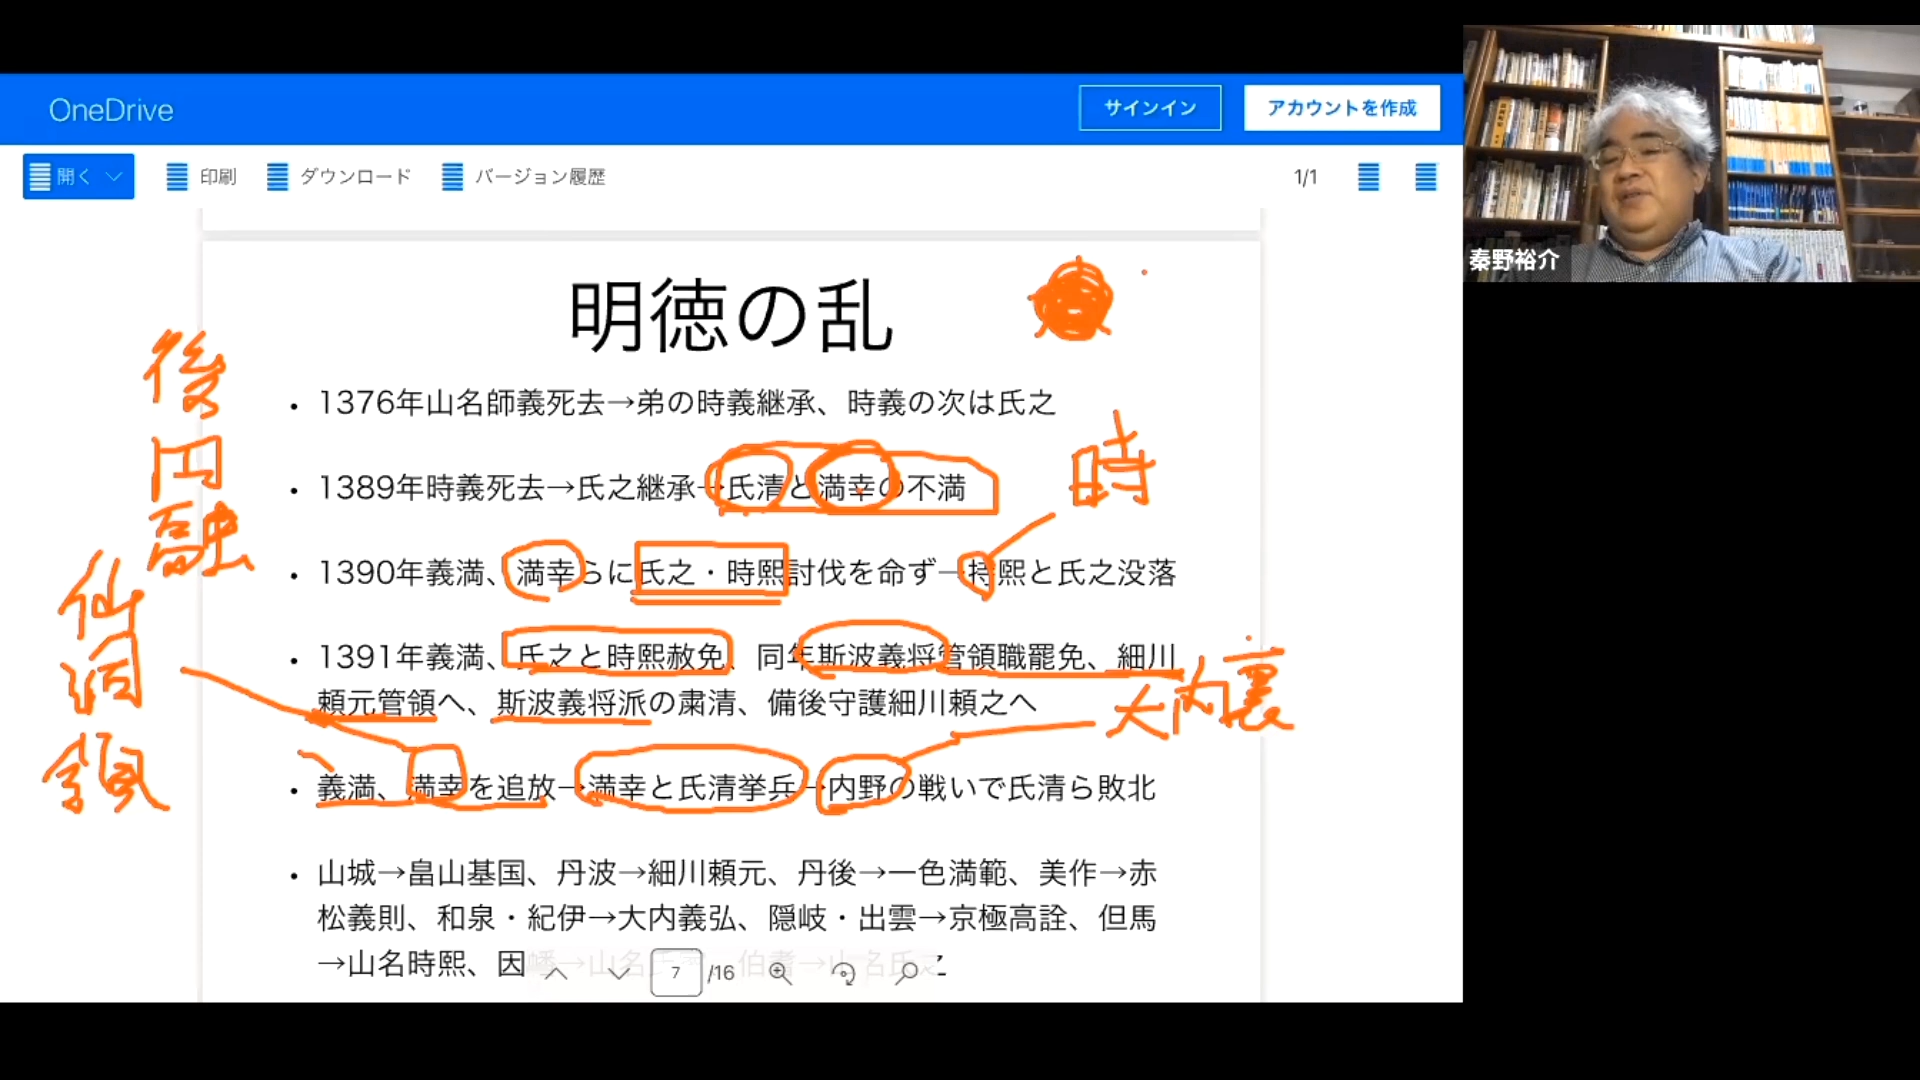 OneDrive
サインイン
アカウントを作成
開く
印刷
ダウンロード
バージョン履歴
1/1
秦野裕介
明徳の乱
• 1376年山名師義死去→弟の時義継承、時義の次は氏之
• 1389年時義死去→氏之継承→氏清と満幸の不満
• 1390年義満、満幸らに氏之・時熙討伐を命ず→持熙と氏之没落
• 1391年義満、氏之と時熙赦免、同年斯波義将管領職罷免、細川
頼元管領へ、斯波義将派の粛清、備後守護細川頼之へ
• 義満、満幸を追放→満幸と氏清挙兵→内野の戦いで氏清ら敗北
• 山城→畠山基国、丹波→細川頼元、丹後→一色満範、美作→赤
松義則、和泉・紀伊→大内義弘、隠岐・出雲→京極高詮、但馬
→山名時熙、因幡→山名氏 伯耆→山名氏之
7 /16
後円融
仙洞領
時
大内裏